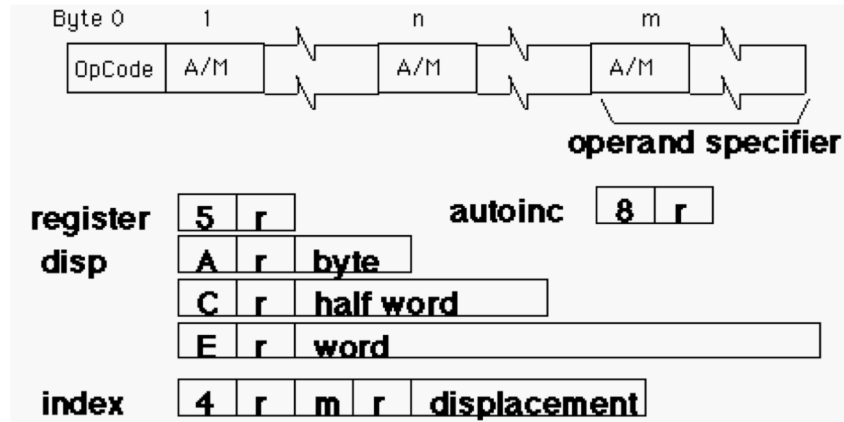 Byte 0 1 n m
OpCode A/M A/M A/M
operand specifier
register 5 r autoinc 8 r
disp A r byte
C r half word
E r word
index 4 r m r displacement